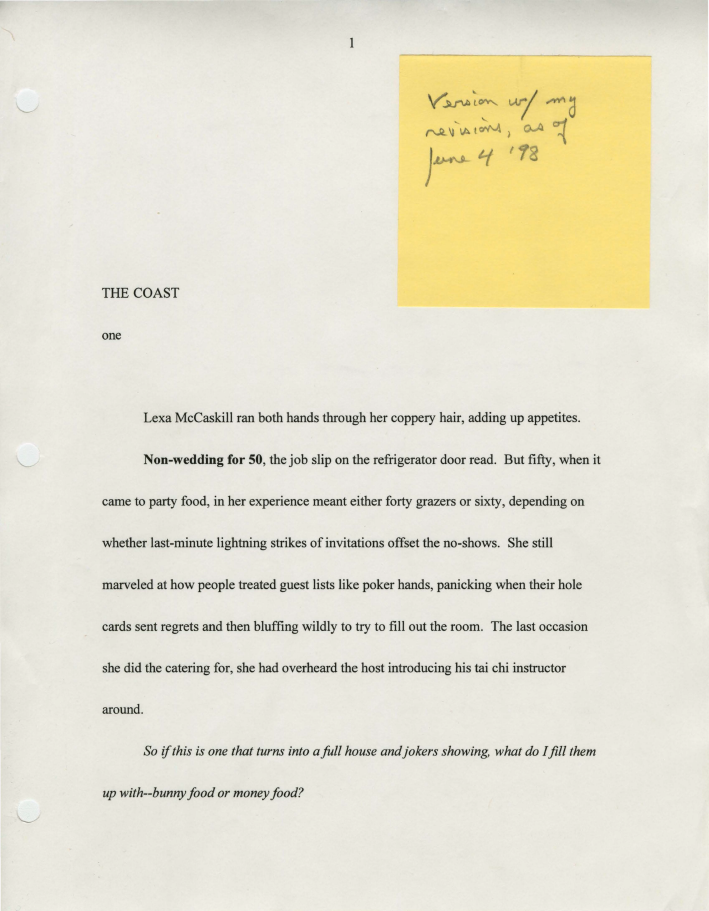 1
Version w/ my
revisions, as of
June 4 '98
THE COAST
one
Lexa McCaskill ran both hands through her coppery hair, adding up appetites.
Non-wedding for 50, the job slip on the refrigerator door read.  But fifty, when it
came to party food, in her experience meant either forty grazers or sixty, depending on
whether last-minute lightning strikes of invitations offset the no-shows.  She still
marveled at how people treated guest lists like poker hands, panicking when their hole
cards sent regrets and then bluffing wildly to try to fill out the room.  The last occasion
she did the catering for, she had overheard the host introducing his tai chi instructor
around.
So if this is one that turns into a full house and jokers showing, what do I fill them
up with--bunny food or money food?